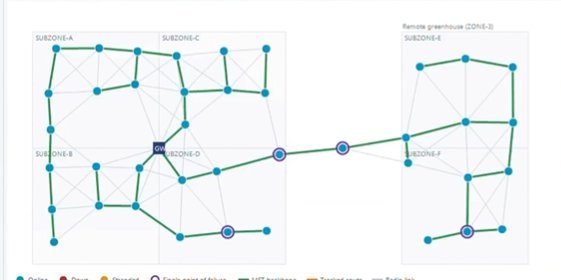 Remote greenhouse (ZONE-3)
SUBZONE-A
SUBZONE-C
SUBZONE-E
GW
SUBZONE-B
SUBZONE-D
SUBZONE-F
Online Down Stranded Single point of failure MST backbone Tracked route Radio link